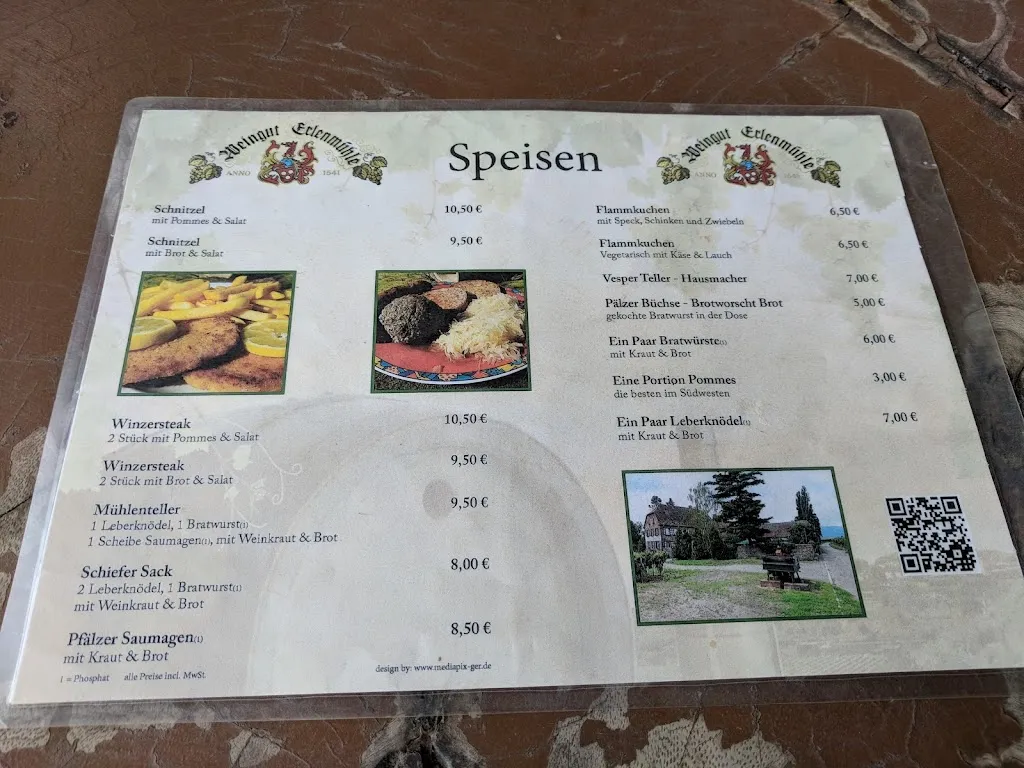 Weingut Erlenmühle
ANNO 1641
Speisen
Weingut Erlenmühle
ANNO 1641
Schnitzel 10,50 €
mit Pommes & Salat
Schnitzel 9,50 €
mit Brot & Salat
Winzersteak 10,50 €
2 Stück mit Pommes & Salat
Winzersteak 9,50 €
2 Stück mit Brot & Salat
Mühlenteller 9,50 €
1 Leberknödel, 1 Bratwurst(1)
1 Scheibe Saumagen(1), mit Weinkraut & Brot
Schiefer Sack 8,00 €
2 Leberknödel, 1 Bratwurst(1)
mit Weinkraut & Brot
Pfälzer Saumagen(1) 8,50 €
mit Kraut & Brot
1 = Phosphat alle Preise incl. MwSt.
design by: www.mediapix-ger.de
Flammkuchen 6,50 €
mit Speck, Schinken und Zwiebeln
Flammkuchen 6,50 €
Vegetarisch mit Käse & Lauch
Vesper Teller - Hausmacher 7,00 €
Pälzer Büchse - Brotworscht Brot 5,00 €
gekochte Bratwurst in der Dose
Ein Paar Bratwürste(1) 6,00 €
mit Kraut & Brot
Eine Portion Pommes 3,00 €
die besten im Südwesten
Ein Paar Leberknödel(1) 7,00 €
mit Kraut & Brot